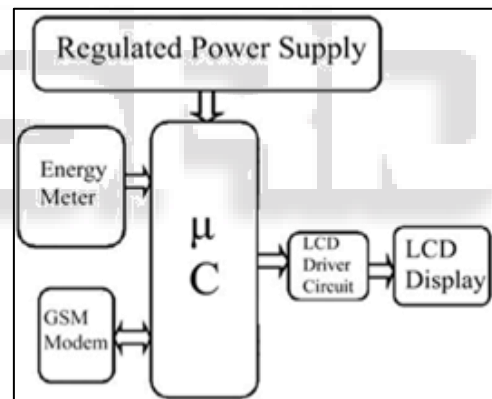 Regulated Power Supply
Energy
Meter
μ
C
LCD
Driver
Circuit
LCD
Display
GSM
Modem